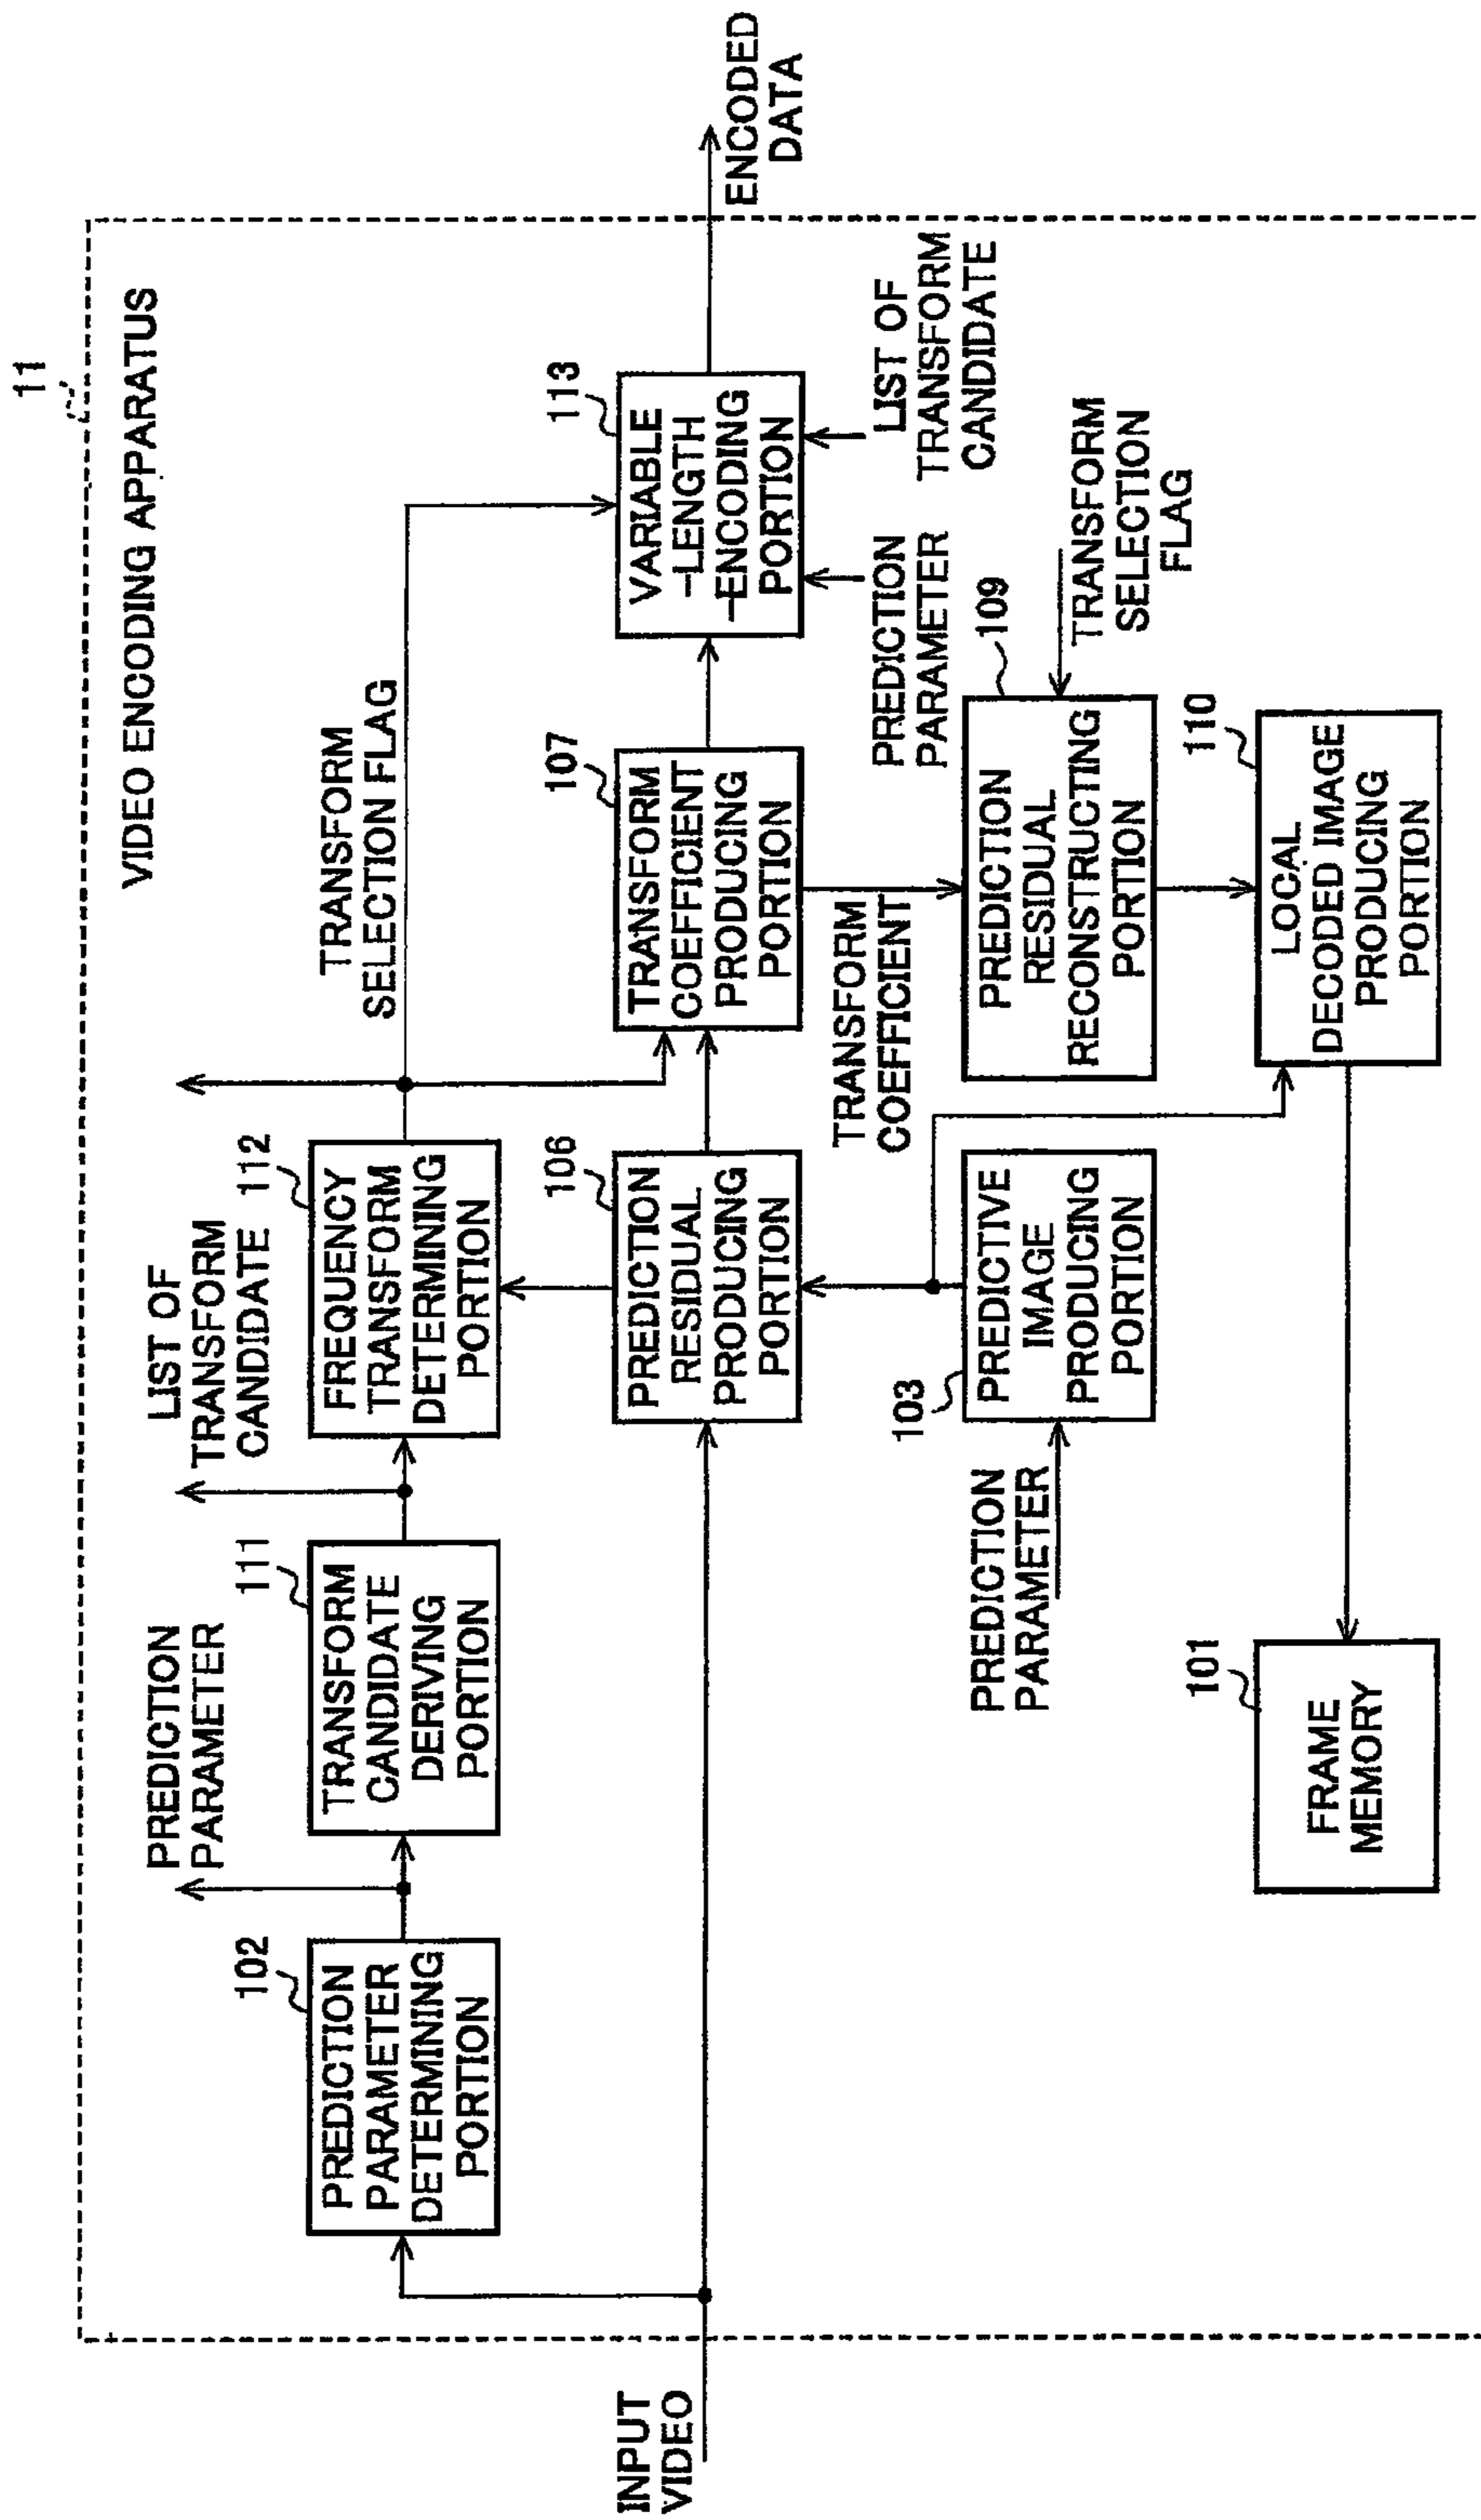 11
VIDEO ENCODING APPARATUS
PREDICTION
PARAMETER
LIST OF
TRANSFORM
CANDIDATE
TRANSFORM
SELECTION FLAG
102
PREDICTION
PARAMETER
DETERMINING
PORTION
111
TRANSFORM
CANDIDATE
DERIVING
PORTION
112
FREQUENCY
TRANSFORM
DETERMINING
PORTION
INPUT
VIDEO
106
PREDICTION
RESIDUAL
PRODUCING
PORTION
107
TRANSFORM
COEFFICIENT
PRODUCING
PORTION
113
VARIABLE
-LENGTH
-ENCODING
PORTION
ENCODED
DATA
TRANSFORM
COEFFICIENT
PREDICTION
PARAMETER
LIST OF
TRANSFORM
CANDIDATE
PREDICTION
PARAMETER
103
PREDICTIVE
IMAGE
PRODUCING
PORTION
109
PREDICTION
RESIDUAL
RECONSTRUCTING
PORTION
TRANSFORM
SELECTION
FLAG
101
FRAME
MEMORY
110
LOCAL
DECODED IMAGE
PRODUCING
PORTION